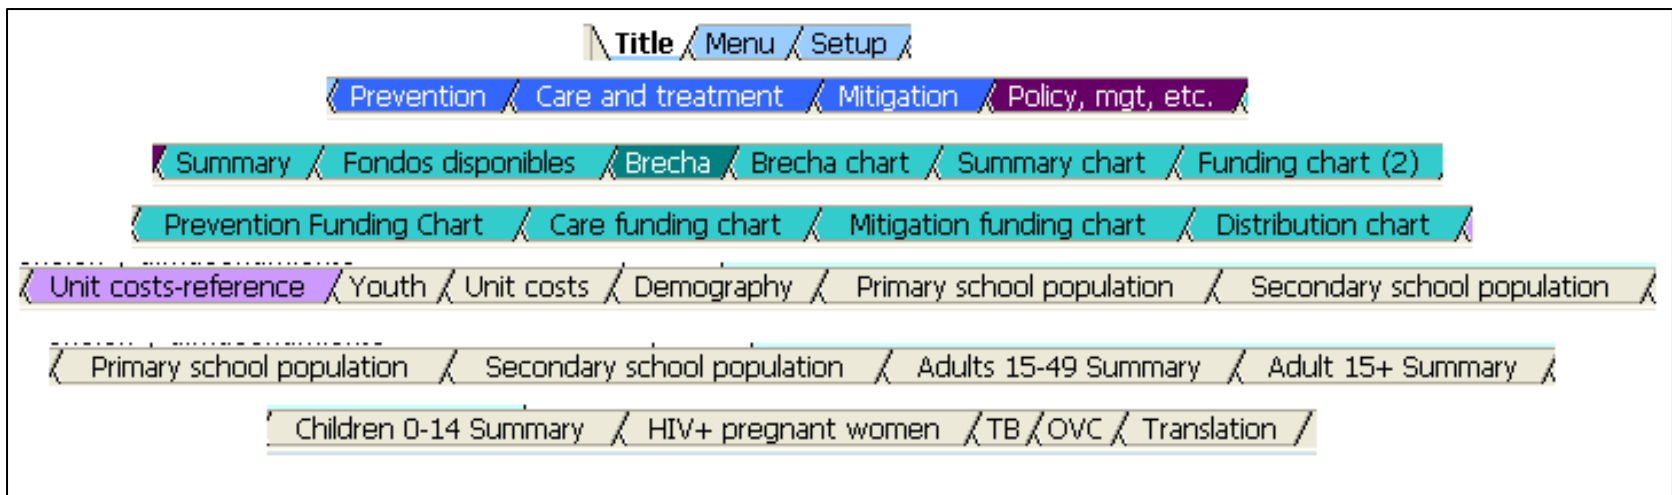 Title Menu Setup
Prevention Care and treatment Mitigation Policy, mgt, etc.
Summary Fondos disponibles Brecha Brecha chart Summary chart Funding chart (2)
Prevention Funding Chart Care funding chart Mitigation funding chart Distribution chart
Unit costs-reference Youth Unit costs Demography Primary school population Secondary school population
Primary school population Secondary school population Adults 15-49 Summary Adult 15+ Summary
Children 0-14 Summary HIV+ pregnant women TB OVC Translation